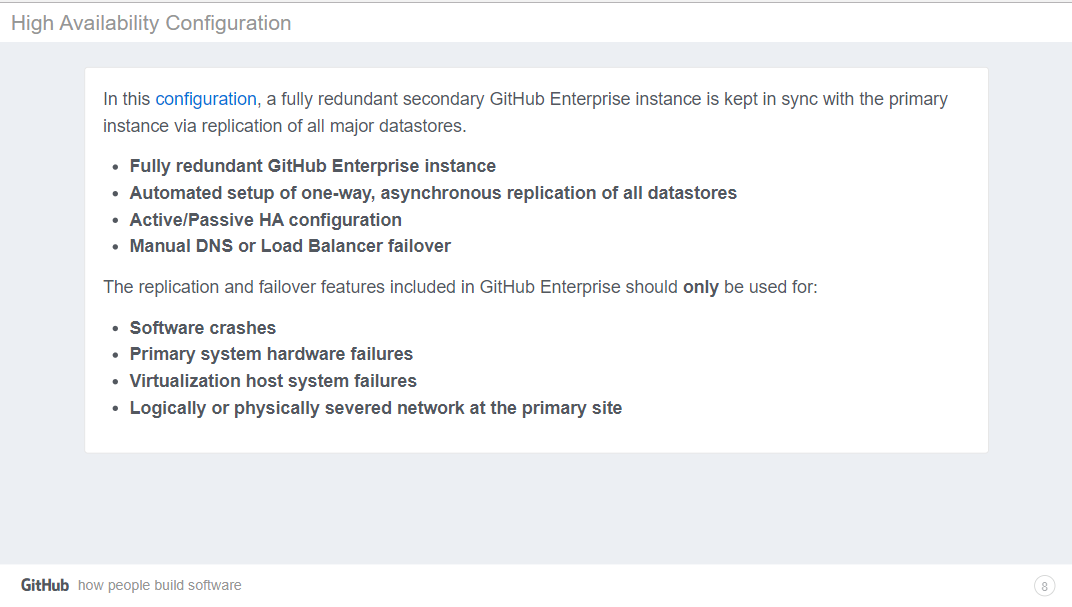 High Availability Configuration
In this configuration, a fully redundant secondary GitHub Enterprise instance is kept in sync with the primary
instance via replication of all major datastores.
• Fully redundant GitHub Enterprise instance
• Automated setup of one-way, asynchronous replication of all datastores
• Active/Passive HA configuration
• Manual DNS or Load Balancer failover
The replication and failover features included in GitHub Enterprise should only be used for:
• Software crashes
• Primary system hardware failures
• Virtualization host system failures
• Logically or physically severed network at the primary site
GitHub how people build software
8